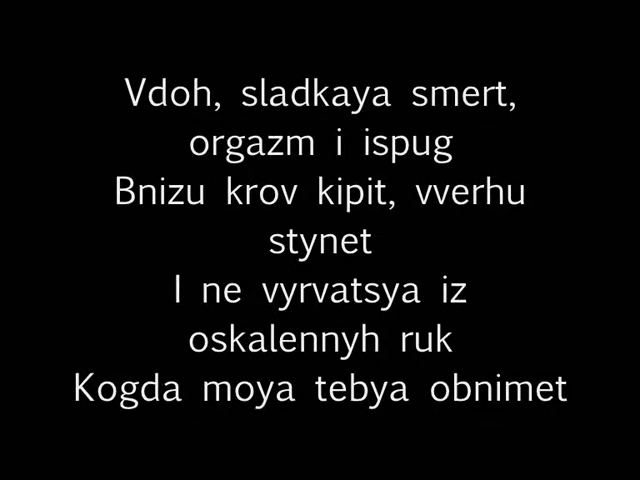 Vdoh, sladkaya smert,
orgazm i ispug
Bnizu krov kipit, vverhu
stynet
I ne vyrvatsya iz
oskalennyh ruk
Kogda moya tebya obnimet